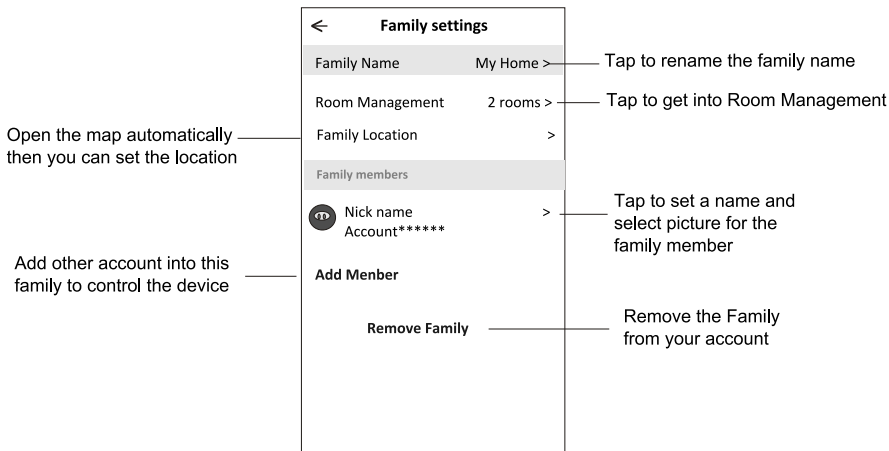 Family settings
Family Name My Home >
Tap to rename the family name
Room Management 2 rooms >
Tap to get into Room Management
Open the map automatically
then you can set the location
Family Location >
Family members
Nick name >
Account******
Tap to set a name and
select picture for the
family member
Add other account into this
family to control the device
Add Menber
Remove Family
Remove the Family
from your account